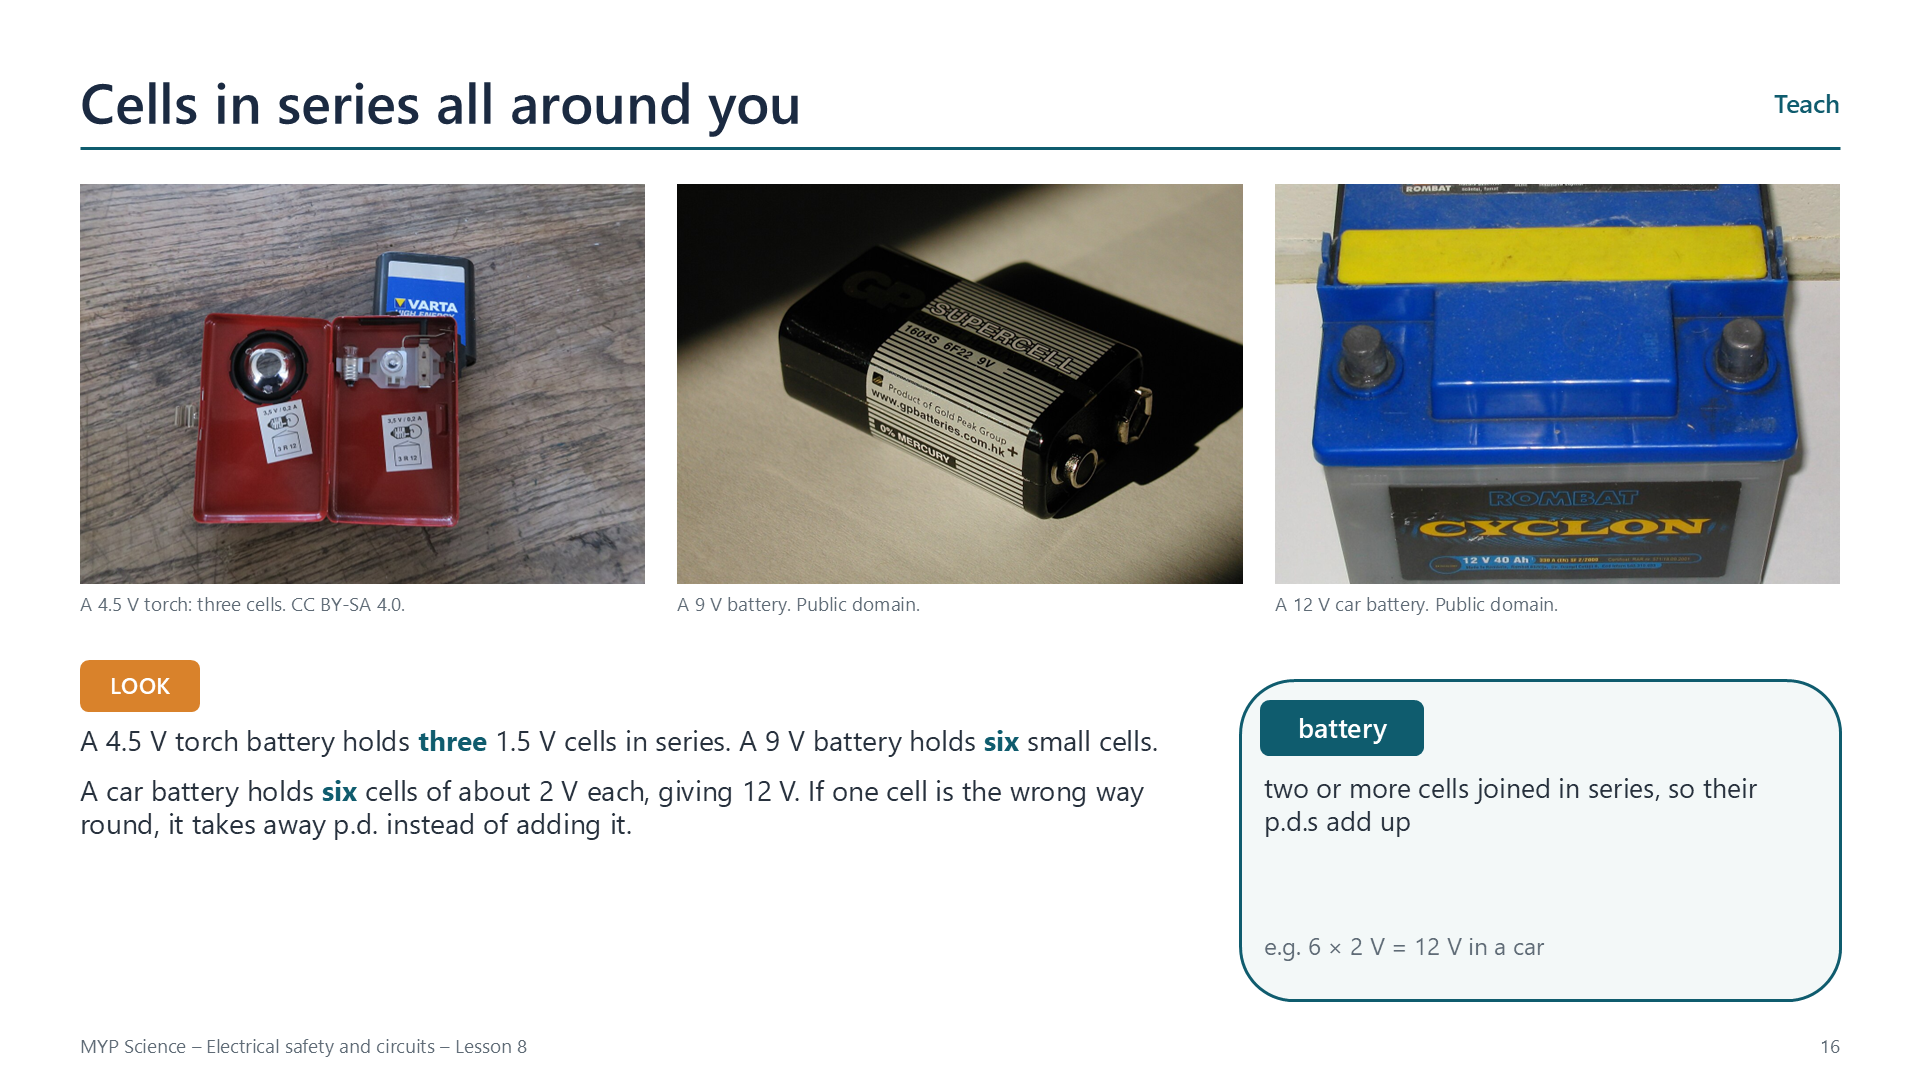 Cells in series all around you
Teach
VARTA
HIGH ENERGY
3,5 V / 0,2 A
3 R 12
3,5 V / 0,2 A
3 R 12
GP
SUPERCELL
1604S 6F22 9V
Product of Gold Peak Group
www.gpbatteries.com.hk
+
0% MERCURY
ROMBAT
ROMBAT
CYCLON
12 V 40 Ah
A 4.5 V torch: three cells. CC BY-SA 4.0.
A 9 V battery. Public domain.
A 12 V car battery. Public domain.
LOOK
A 4.5 V torch battery holds three 1.5 V cells in series. A 9 V battery holds six small cells.
A car battery holds six cells of about 2 V each, giving 12 V. If one cell is the wrong way
round, it takes away p.d. instead of adding it.
battery
two or more cells joined in series, so their
p.d.s add up
e.g. 6 × 2 V = 12 V in a car
MYP Science – Electrical safety and circuits – Lesson 8
16